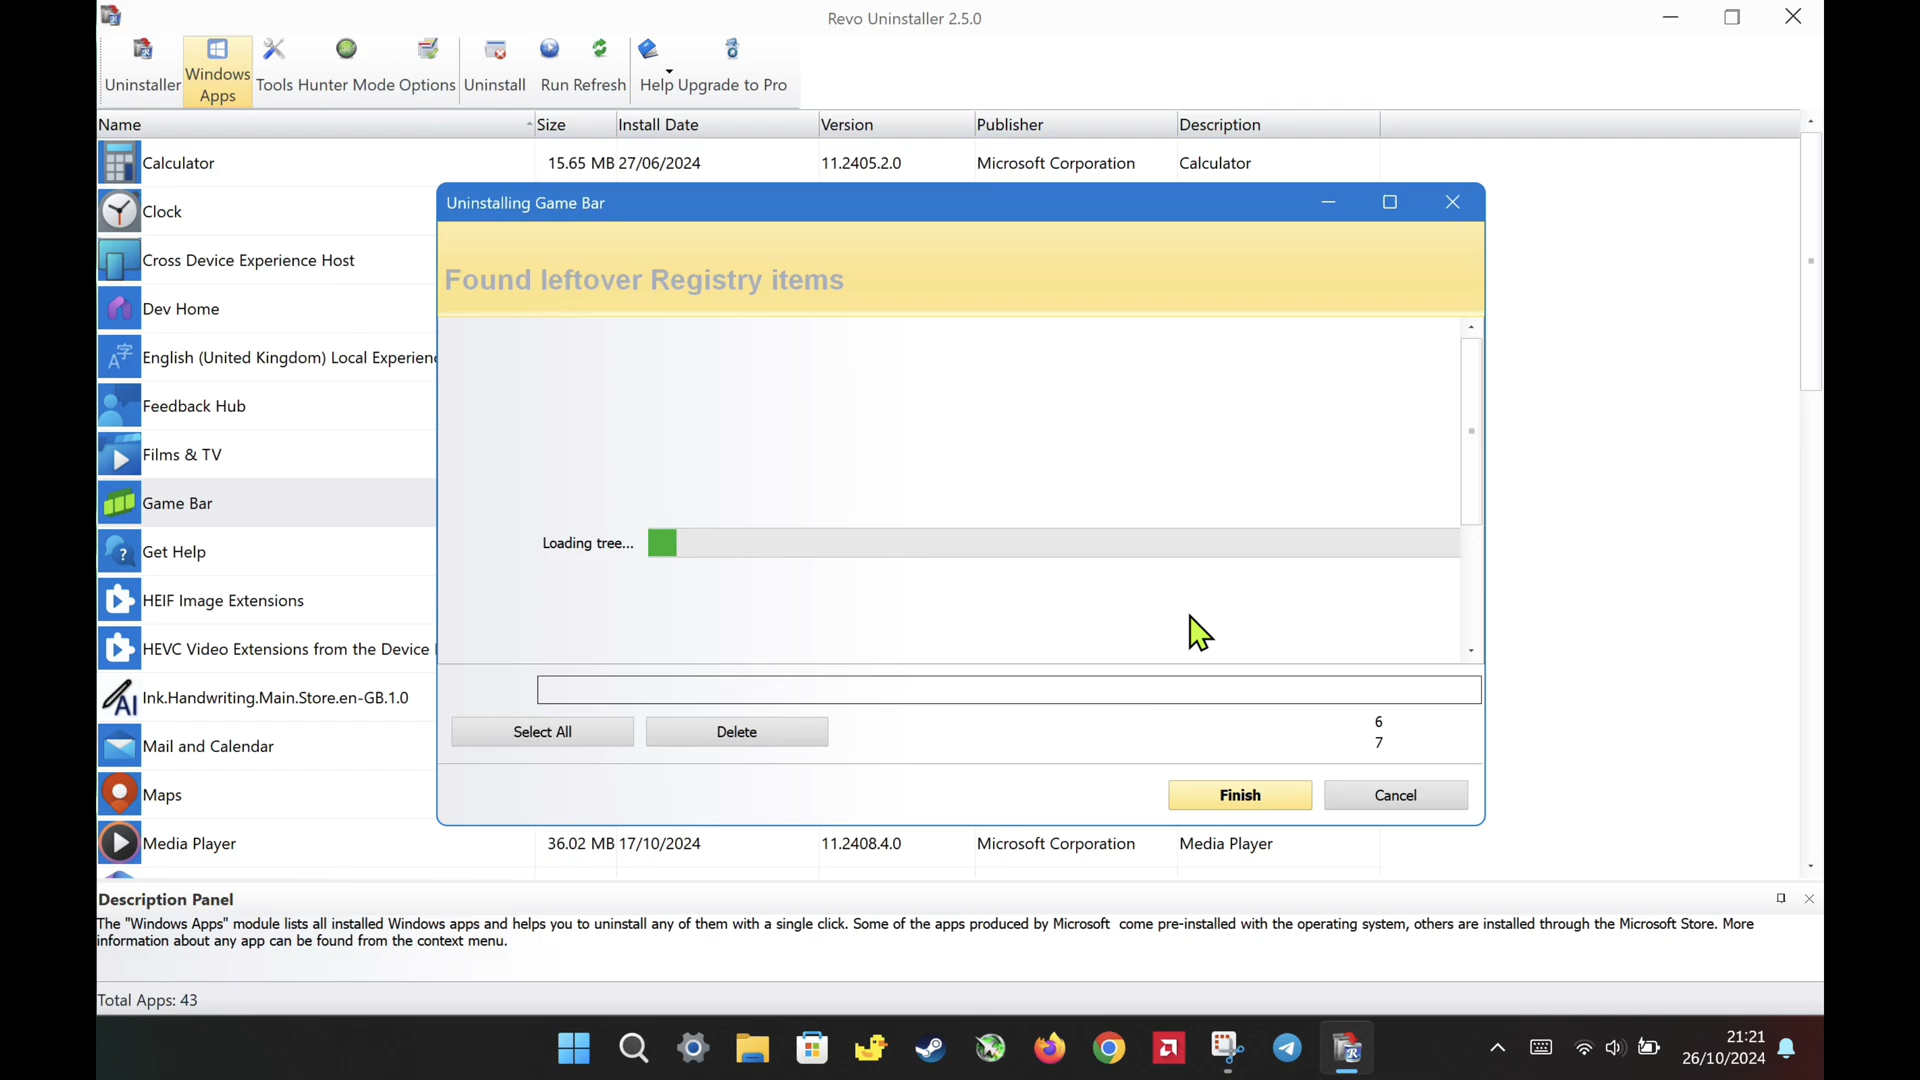 Revo Uninstaller 2.5.0
Uninstaller
Windows Apps
Tools
Hunter Mode
Options
Uninstall
Run
Refresh
Help
Upgrade to Pro
Name Size Install Date Version Publisher Description
Calculator 15.65 MB 27/06/2024 11.2405.2.0 Microsoft Corporation Calculator
Clock
Cross Device Experience Host
Dev Home
English (United Kingdom) Local Experienc
Feedback Hub
Films & TV
Game Bar
Get Help
HEIF Image Extensions
HEVC Video Extensions from the Device
Ink.Handwriting.Main.Store.en-GB.1.0
Mail and Calendar
Maps
Media Player 36.02 MB 17/10/2024 11.2408.4.0 Microsoft Corporation Media Player
Uninstalling Game Bar
Found leftover Registry items
Loading tree...
Select All
Delete
6
7
Finish
Cancel
Description Panel
The "Windows Apps" module lists all installed Windows apps and helps you to uninstall any of them with a single click. Some of the apps produced by Microsoft come pre-installed with the operating system, others are installed through the Microsoft Store. More
information about any app can be found from the context menu.
Total Apps: 43
21:21
26/10/2024